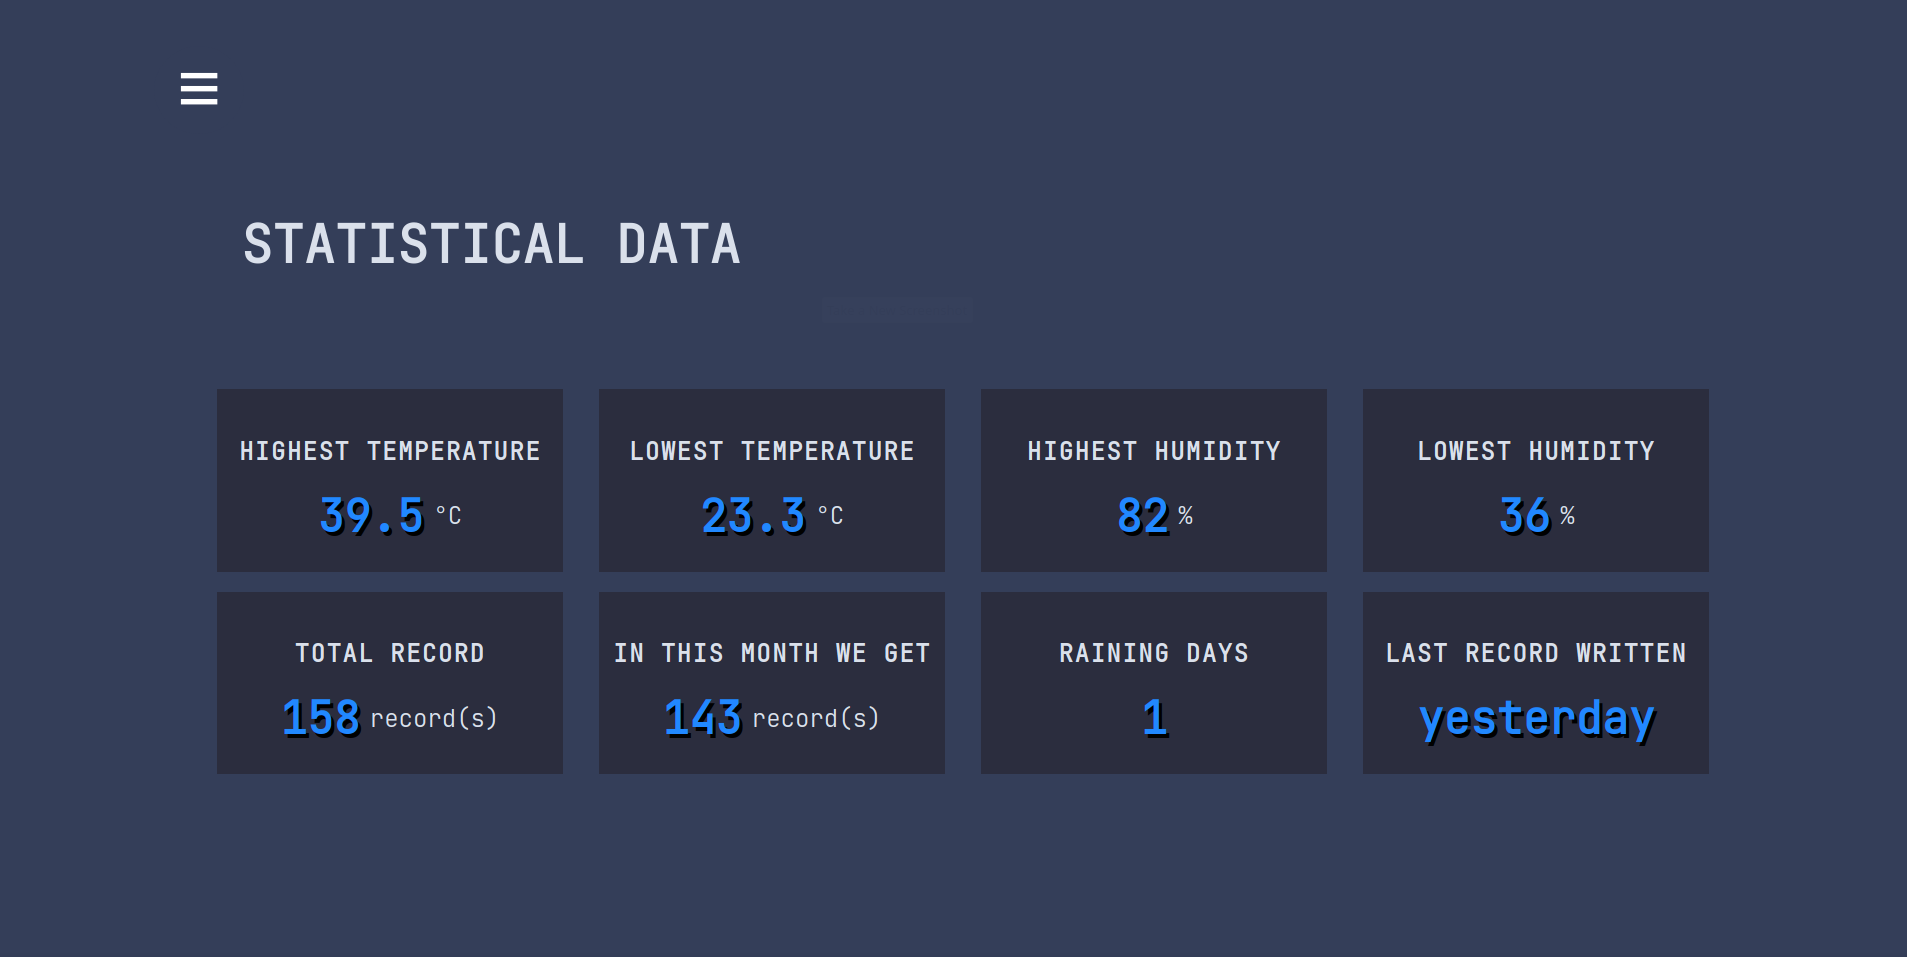 STATISTICAL DATA
HIGHEST TEMPERATURE
39.5 °C
LOWEST TEMPERATURE
23.3 °C
HIGHEST HUMIDITY
82 %
LOWEST HUMIDITY
36 %
TOTAL RECORD
158 record(s)
IN THIS MONTH WE GET
143 record(s)
RAINING DAYS
1
LAST RECORD WRITTEN
yesterday